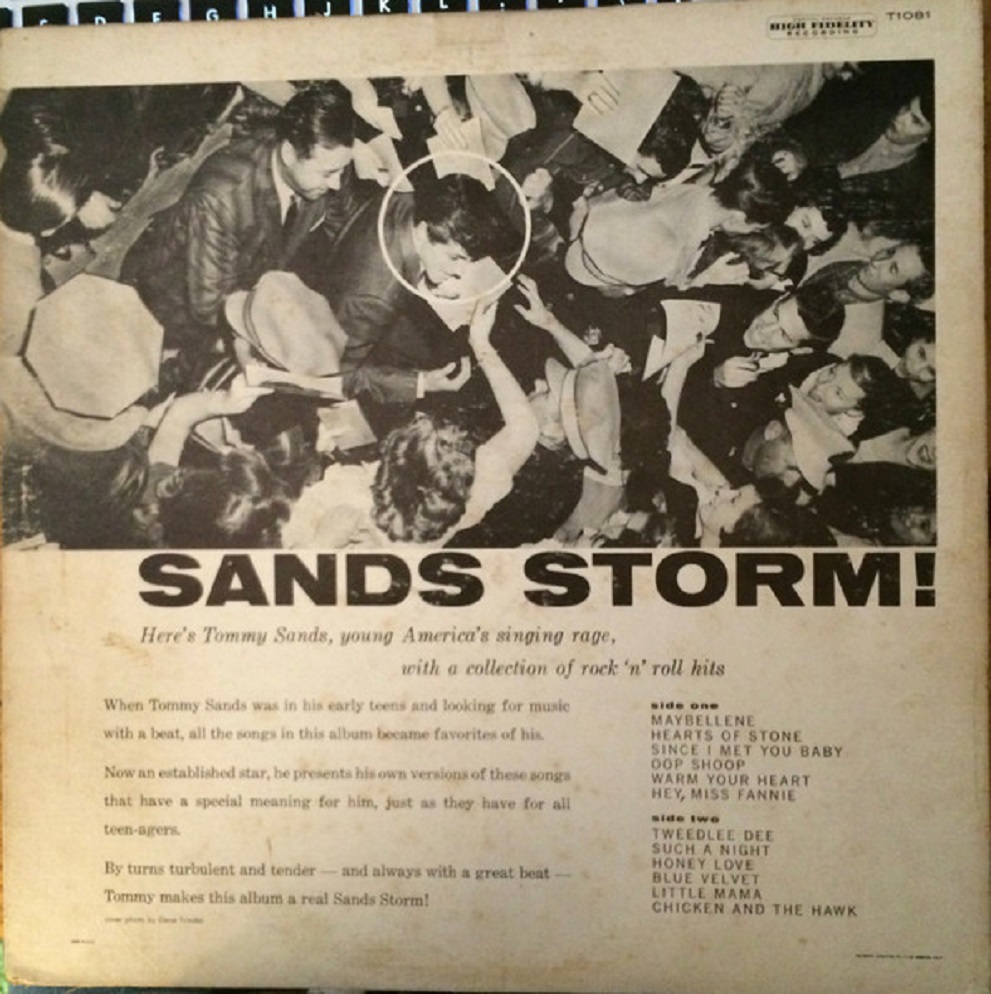 C D F G H J K L ;
HIGH FIDELITY
RECORDING
T1081
SANDS STORM!
Here's Tommy Sands, young America's singing rage,
with a collection of rock 'n' roll hits
When Tommy Sands was in his early teens and looking for music
with a beat, all the songs in this album became favorites of his.
Now an established star, he presents his own versions of these songs
that have a special meaning for him, just as they have for all
teen-agers.
By turns turbulent and tender — and always with a great beat —
Tommy makes this album a real Sands Storm!
cover photo by Gene
side one
MAYBELLENE
HEARTS OF STONE
SINCE I MET YOU BABY
OOP SHOOP
WARM YOUR HEART
HEY, MISS FANNIE
side two
TWEEDLEE DEE
SUCH A NIGHT
HONEY LOVE
BLUE VELVET
LITTLE MAMA
CHICKEN AND THE HAWK